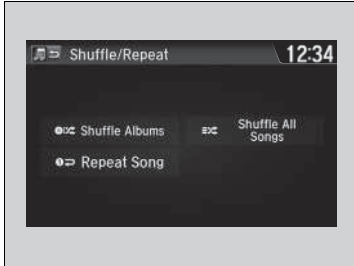 Shuffle/Repeat 12:34
Shuffle Albums
Shuffle All
Songs
Repeat Song